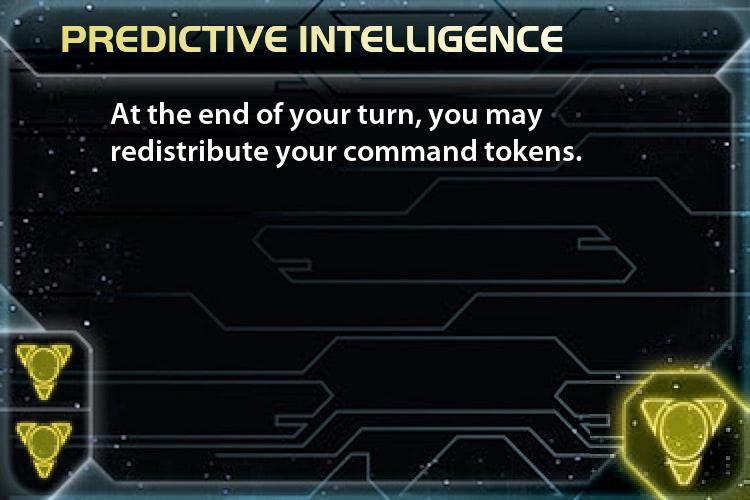 PREDICTIVE INTELLIGENCE
At the end of your turn, you may
redistribute your command tokens.